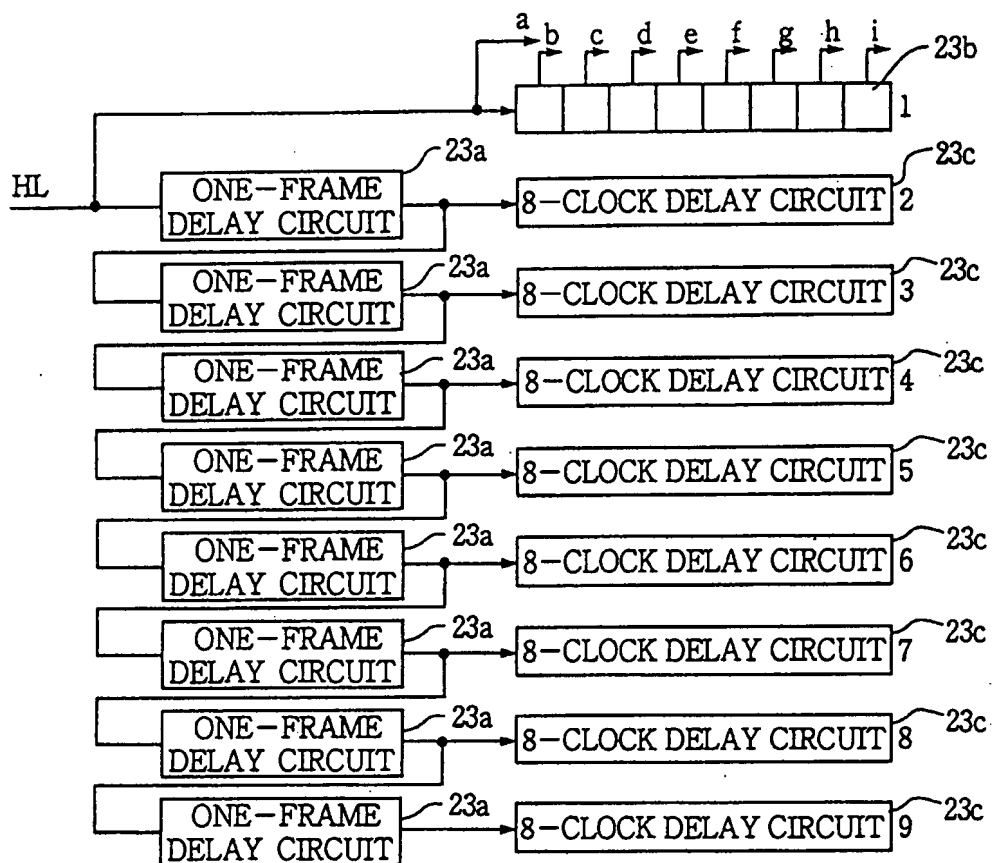 a b c d e f g h i 23b
1
23a 23c
HL ONE-FRAME DELAY CIRCUIT 8-CLOCK DELAY CIRCUIT 2
23a 23c
ONE-FRAME DELAY CIRCUIT 8-CLOCK DELAY CIRCUIT 3
23a 23c
ONE-FRAME DELAY CIRCUIT 8-CLOCK DELAY CIRCUIT 4
23a 23c
ONE-FRAME DELAY CIRCUIT 8-CLOCK DELAY CIRCUIT 5
23a 23c
ONE-FRAME DELAY CIRCUIT 8-CLOCK DELAY CIRCUIT 6
23a 23c
ONE-FRAME DELAY CIRCUIT 8-CLOCK DELAY CIRCUIT 7
23a 23c
ONE-FRAME DELAY CIRCUIT 8-CLOCK DELAY CIRCUIT 8
23a 23c
ONE-FRAME DELAY CIRCUIT 8-CLOCK DELAY CIRCUIT 9